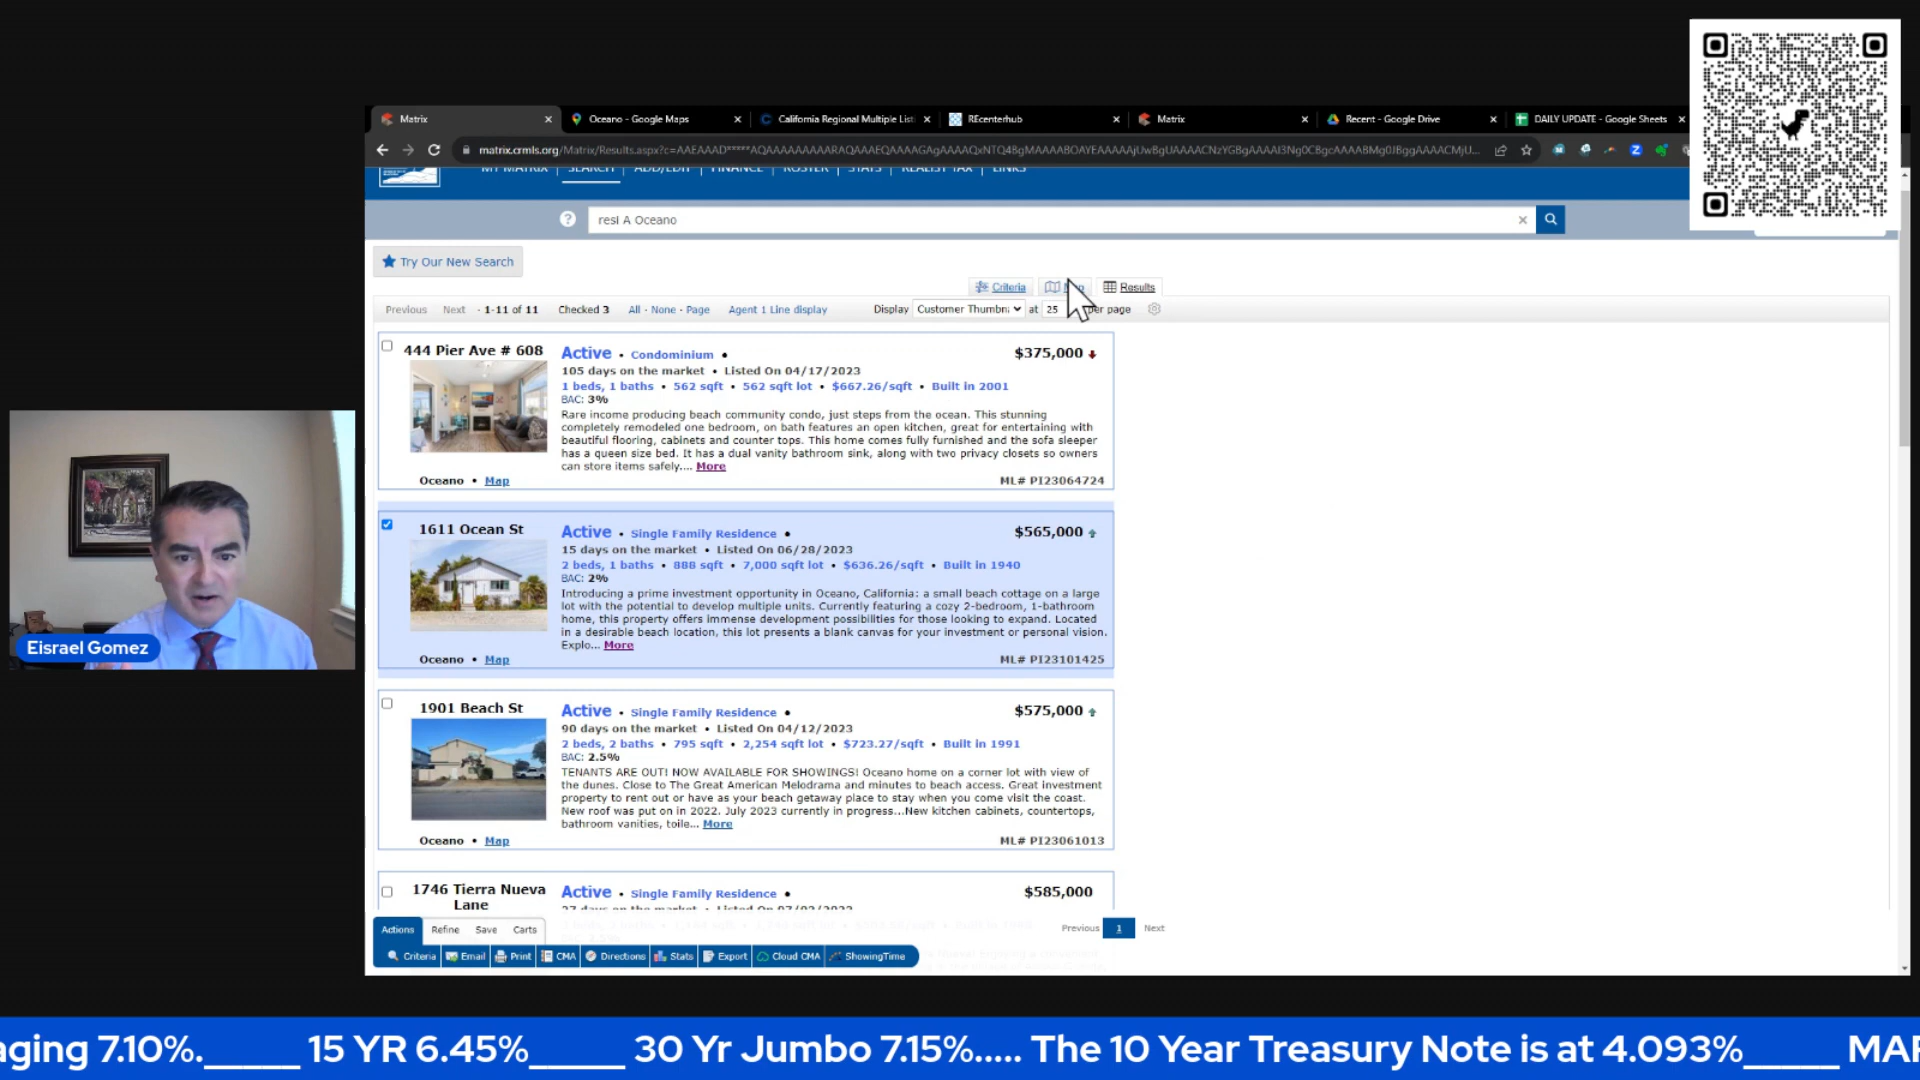 Matrix
Oceano - Google Maps
California Regional Multiple List
REcenterhub
Matrix
Recent - Google Drive
DAILY UPDATE - Google Sheets
MY MATRIX | SEARCH | ADD/EDIT | FINANCE | ROSTER | STATS | REALIST TAX | LINKS
resi A Oceano
Try Our New Search
Criteria
Results
Previous Next · 1-11 of 11 Checked 3 All · None · Page Agent 1 Line display Display Customer Thumbn at 25 per page
444 Pier Ave # 608
Active • Condominium • $375,000
105 days on the market • Listed On 04/17/2023
1 beds, 1 baths • 562 sqft • 562 sqft lot • $667.26/sqft • Built in 2001
BAC: 3%
Rare income producing beach community condo, just steps from the ocean. This stunning
completely remodeled one bedroom, on bath features an open kitchen, great for entertaining with
beautiful flooring, cabinets and counter tops. This home comes fully furnished and the sofa sleeper
has a queen size bed. It has a dual vanity bathroom sink, along with two privacy closets so owners
can store items safely.... More
Oceano • Map
ML# PI23064724
1611 Ocean St
Active • Single Family Residence • $565,000
15 days on the market • Listed On 06/28/2023
2 beds, 1 baths • 888 sqft • 7,000 sqft lot • $636.26/sqft • Built in 1940
BAC: 2%
Introducing a prime investment opportunity in Oceano, California: a small beach cottage on a large
lot with the potential to develop multiple units. Currently featuring a cozy 2-bedroom, 1-bathroom
home, this property offers immense development possibilities for those looking to expand. Located
in a desirable beach location, this lot presents a blank canvas for your investment or personal vision.
Explo... More
Oceano • Map
ML# PI23101425
1901 Beach St
Active • Single Family Residence • $575,000
90 days on the market • Listed On 04/12/2023
2 beds, 2 baths • 795 sqft • 2,254 sqft lot • $723.27/sqft • Built in 1991
BAC: 2.5%
TENANTS ARE OUT! NOW AVAILABLE FOR SHOWINGS! Oceano home on a corner lot with view of
the dunes. Close to The Great American Melodrama and minutes to beach access. Great investment
property to rent out or have as your beach getaway place to stay when you come visit the coast.
New roof was put on in 2022. July 2023 currently in progress...New kitchen cabinets, countertops,
bathroom vanities, toile... More
Oceano • Map
ML# PI23061013
1746 Tierra Nueva
Lane
Active • Single Family Residence • $585,000
Actions Refine Save Carts
Previous 1 Next
Criteria Email Print CMA Directions Stats Export Cloud CMA ShowingTime
Eisrael Gomez
aging 7.10%._____ 15 YR 6.45%_____ 30 Yr Jumbo 7.15%..... The 10 Year Treasury Note is at 4.093%_____ MAR